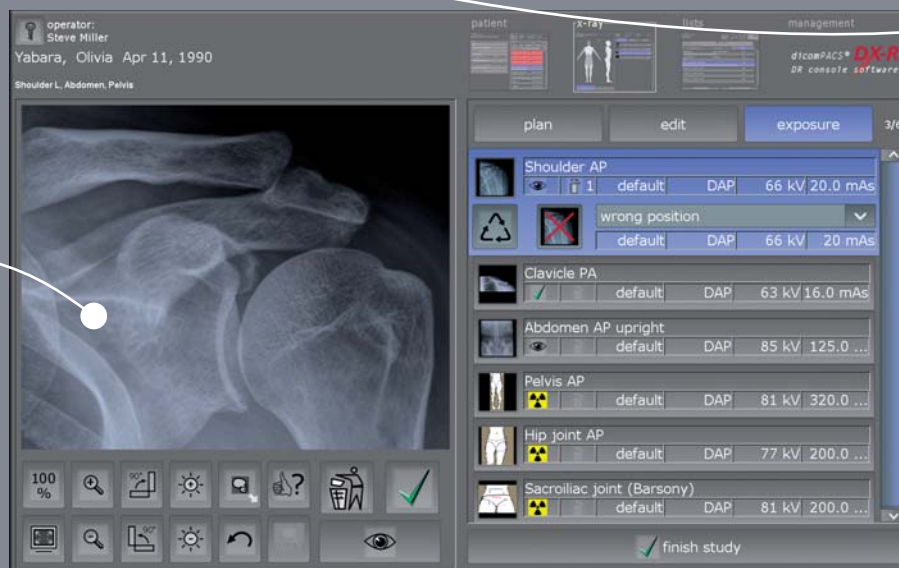 operator:
Steve Miller
Yabara, Olivia Apr 11, 1990
Shoulder L, Abdomen, Pelvis
patient
x-ray
lists
management
dicomPACS® DX-R
DR console software
plan
edit
exposure
3/6
Shoulder AP
1 default DAP 66 kV 20.0 mAs
wrong position
default DAP 66 kV 20 mAs
Clavicle PA
default DAP 63 kV 16.0 mAs
Abdomen AP upright
default DAP 85 kV 125.0 ...
Pelvis AP
default DAP 81 kV 320.0 ...
Hip joint AP
default DAP 77 kV 200.0 ...
Sacroiliac joint (Barsony)
default DAP 81 kV 200.0 ...
100
%
90°
?
90°
finish study